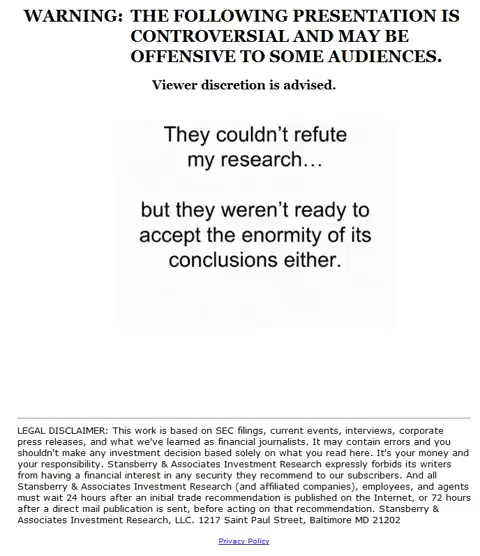 WARNING: THE FOLLOWING PRESENTATION IS
CONTROVERSIAL AND MAY BE
OFFENSIVE TO SOME AUDIENCES.
Viewer discretion is advised.
They couldn't refute
my research...
but they weren't ready to
accept the enormity of its
conclusions either.
LEGAL DISCLAIMER: This work is based on SEC filings, current events, interviews, corporate
press releases, and what we've learned as financial journalists. It may contain errors and you
shouldn't make any investment decision based solely on what you read here. It's your money and
your responsibility. Stansberry & Associates Investment Research expressly forbids its writers
from having a financial interest in any security they recommend to our subscribers. And all
Stansberry & Associates Investment Research (and affiliated companies), employees, and agents
must wait 24 hours after an initial trade recommendation is published on the Internet, or 72 hours
after a direct mail publication is sent, before acting on that recommendation. Stansberry &
Associates Investment Research, LLC. 1217 Saint Paul Street, Baltimore MD 21202
Privacy Policy